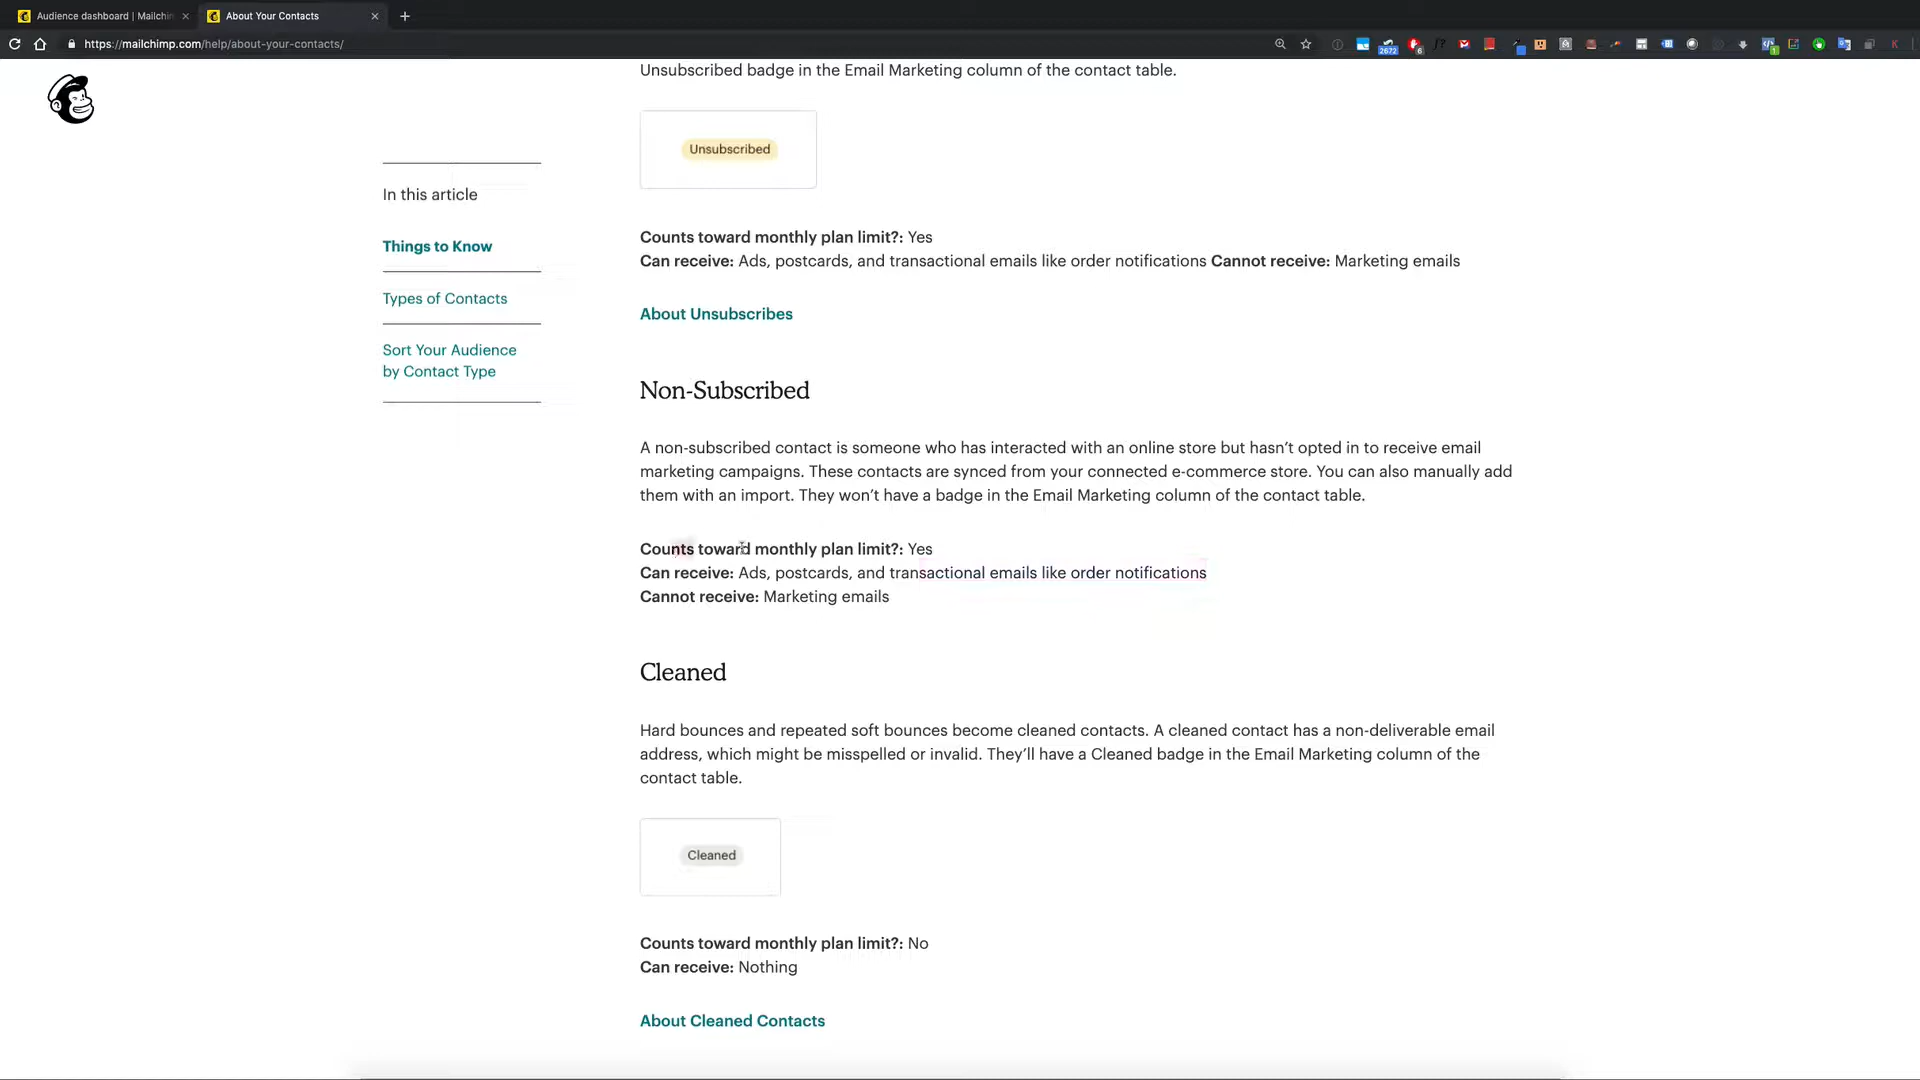 Audience dashboard | Mailchin
About Your Contacts
https://mailchimp.com/help/about-your-contacts/
2672
6
1
Unsubscribed badge in the Email Marketing column of the contact table.
Unsubscribed
In this article
Things to Know
Types of Contacts
Sort Your Audience
by Contact Type
Counts toward monthly plan limit?: Yes
Can receive: Ads, postcards, and transactional emails like order notifications Cannot receive: Marketing emails
About Unsubscribes
Non-Subscribed
A non-subscribed contact is someone who has interacted with an online store but hasn’t opted in to receive email
marketing campaigns. These contacts are synced from your connected e-commerce store. You can also manually add
them with an import. They won’t have a badge in the Email Marketing column of the contact table.
Counts toward monthly plan limit?: Yes
Can receive: Ads, postcards, and transactional emails like order notifications
Cannot receive: Marketing emails
Cleaned
Hard bounces and repeated soft bounces become cleaned contacts. A cleaned contact has a non-deliverable email
address, which might be misspelled or invalid. They’ll have a Cleaned badge in the Email Marketing column of the
contact table.
Cleaned
Counts toward monthly plan limit?: No
Can receive: Nothing
About Cleaned Contacts